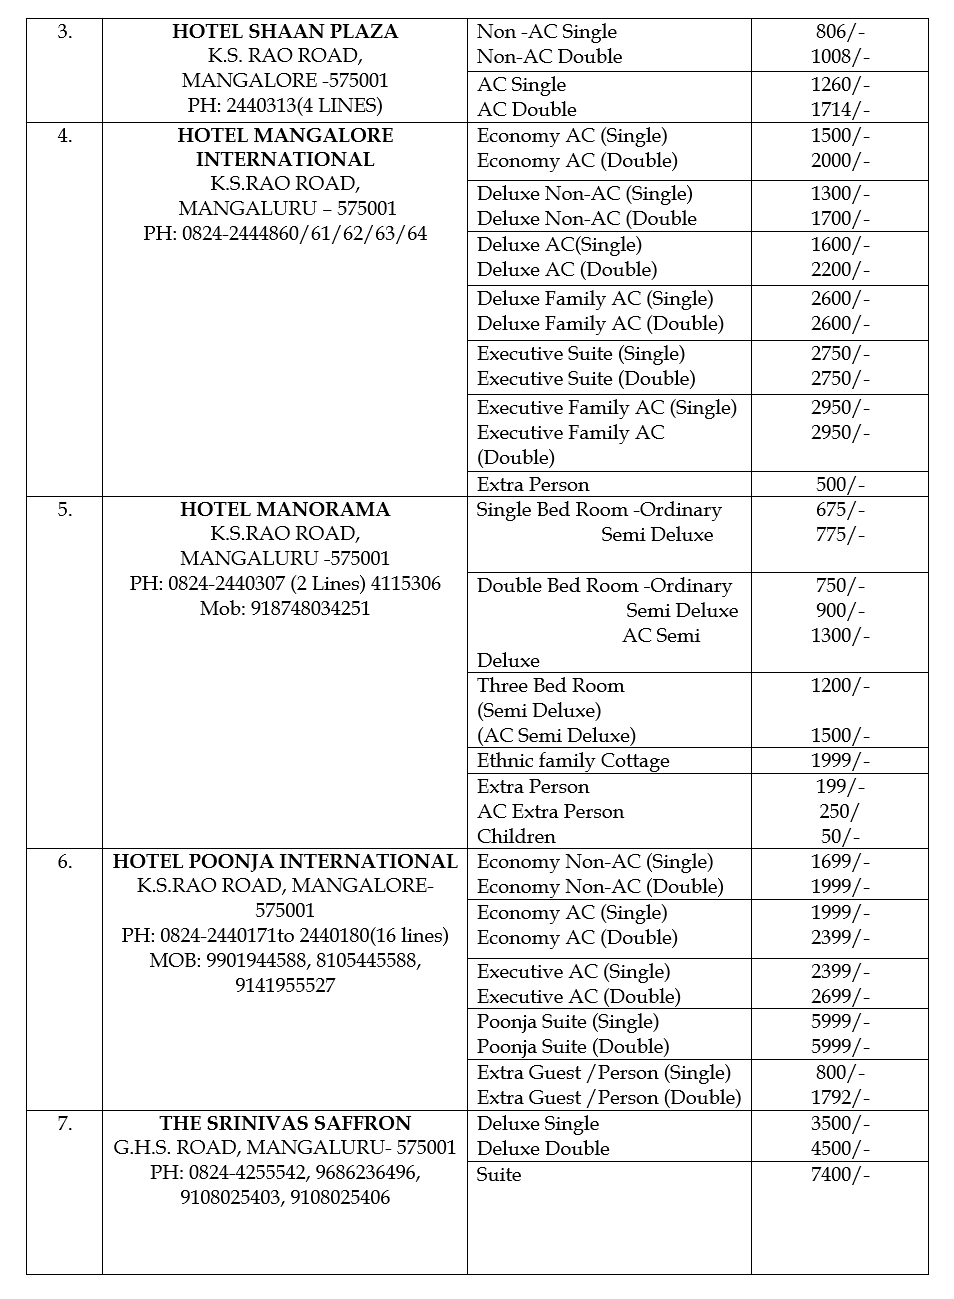 3.
HOTEL SHAAN PLAZA
K.S. RAO ROAD,
MANGALORE -575001
PH: 2440313(4 LINES)
Non -AC Single 806/-
Non-AC Double 1008/-
AC Single 1260/-
AC Double 1714/-
4.
HOTEL MANGALORE
INTERNATIONAL
K.S.RAO ROAD,
MANGALURU – 575001
PH: 0824-2444860/61/62/63/64
Economy AC (Single) 1500/-
Economy AC (Double) 2000/-
Deluxe Non-AC (Single) 1300/-
Deluxe Non-AC (Double 1700/-
Deluxe AC(Single) 1600/-
Deluxe AC (Double) 2200/-
Deluxe Family AC (Single) 2600/-
Deluxe Family AC (Double) 2600/-
Executive Suite (Single) 2750/-
Executive Suite (Double) 2750/-
Executive Family AC (Single) 2950/-
Executive Family AC 2950/-
(Double)
Extra Person 500/-
5.
HOTEL MANORAMA
K.S.RAO ROAD,
MANGALURU -575001
PH: 0824-2440307 (2 Lines) 4115306
Mob: 918748034251
Single Bed Room -Ordinary 675/-
Semi Deluxe 775/-
Double Bed Room -Ordinary 750/-
Semi Deluxe 900/-
AC Semi 1300/-
Deluxe
Three Bed Room 1200/-
(Semi Deluxe)
(AC Semi Deluxe) 1500/-
Ethnic family Cottage 1999/-
Extra Person 199/-
AC Extra Person 250/
Children 50/-
6.
HOTEL POONJA INTERNATIONAL
K.S.RAO ROAD, MANGALORE-
575001
PH: 0824-2440171to 2440180(16 lines)
MOB: 9901944588, 8105445588,
9141955527
Economy Non-AC (Single) 1699/-
Economy Non-AC (Double) 1999/-
Economy AC (Single) 1999/-
Economy AC (Double) 2399/-
Executive AC (Single) 2399/-
Executive AC (Double) 2699/-
Poonja Suite (Single) 5999/-
Poonja Suite (Double) 5999/-
Extra Guest /Person (Single) 800/-
Extra Guest /Person (Double) 1792/-
7.
THE SRINIVAS SAFFRON
G.H.S. ROAD, MANGALURU- 575001
PH: 0824-4255542, 9686236496,
9108025403, 9108025406
Deluxe Single 3500/-
Deluxe Double 4500/-
Suite 7400/-